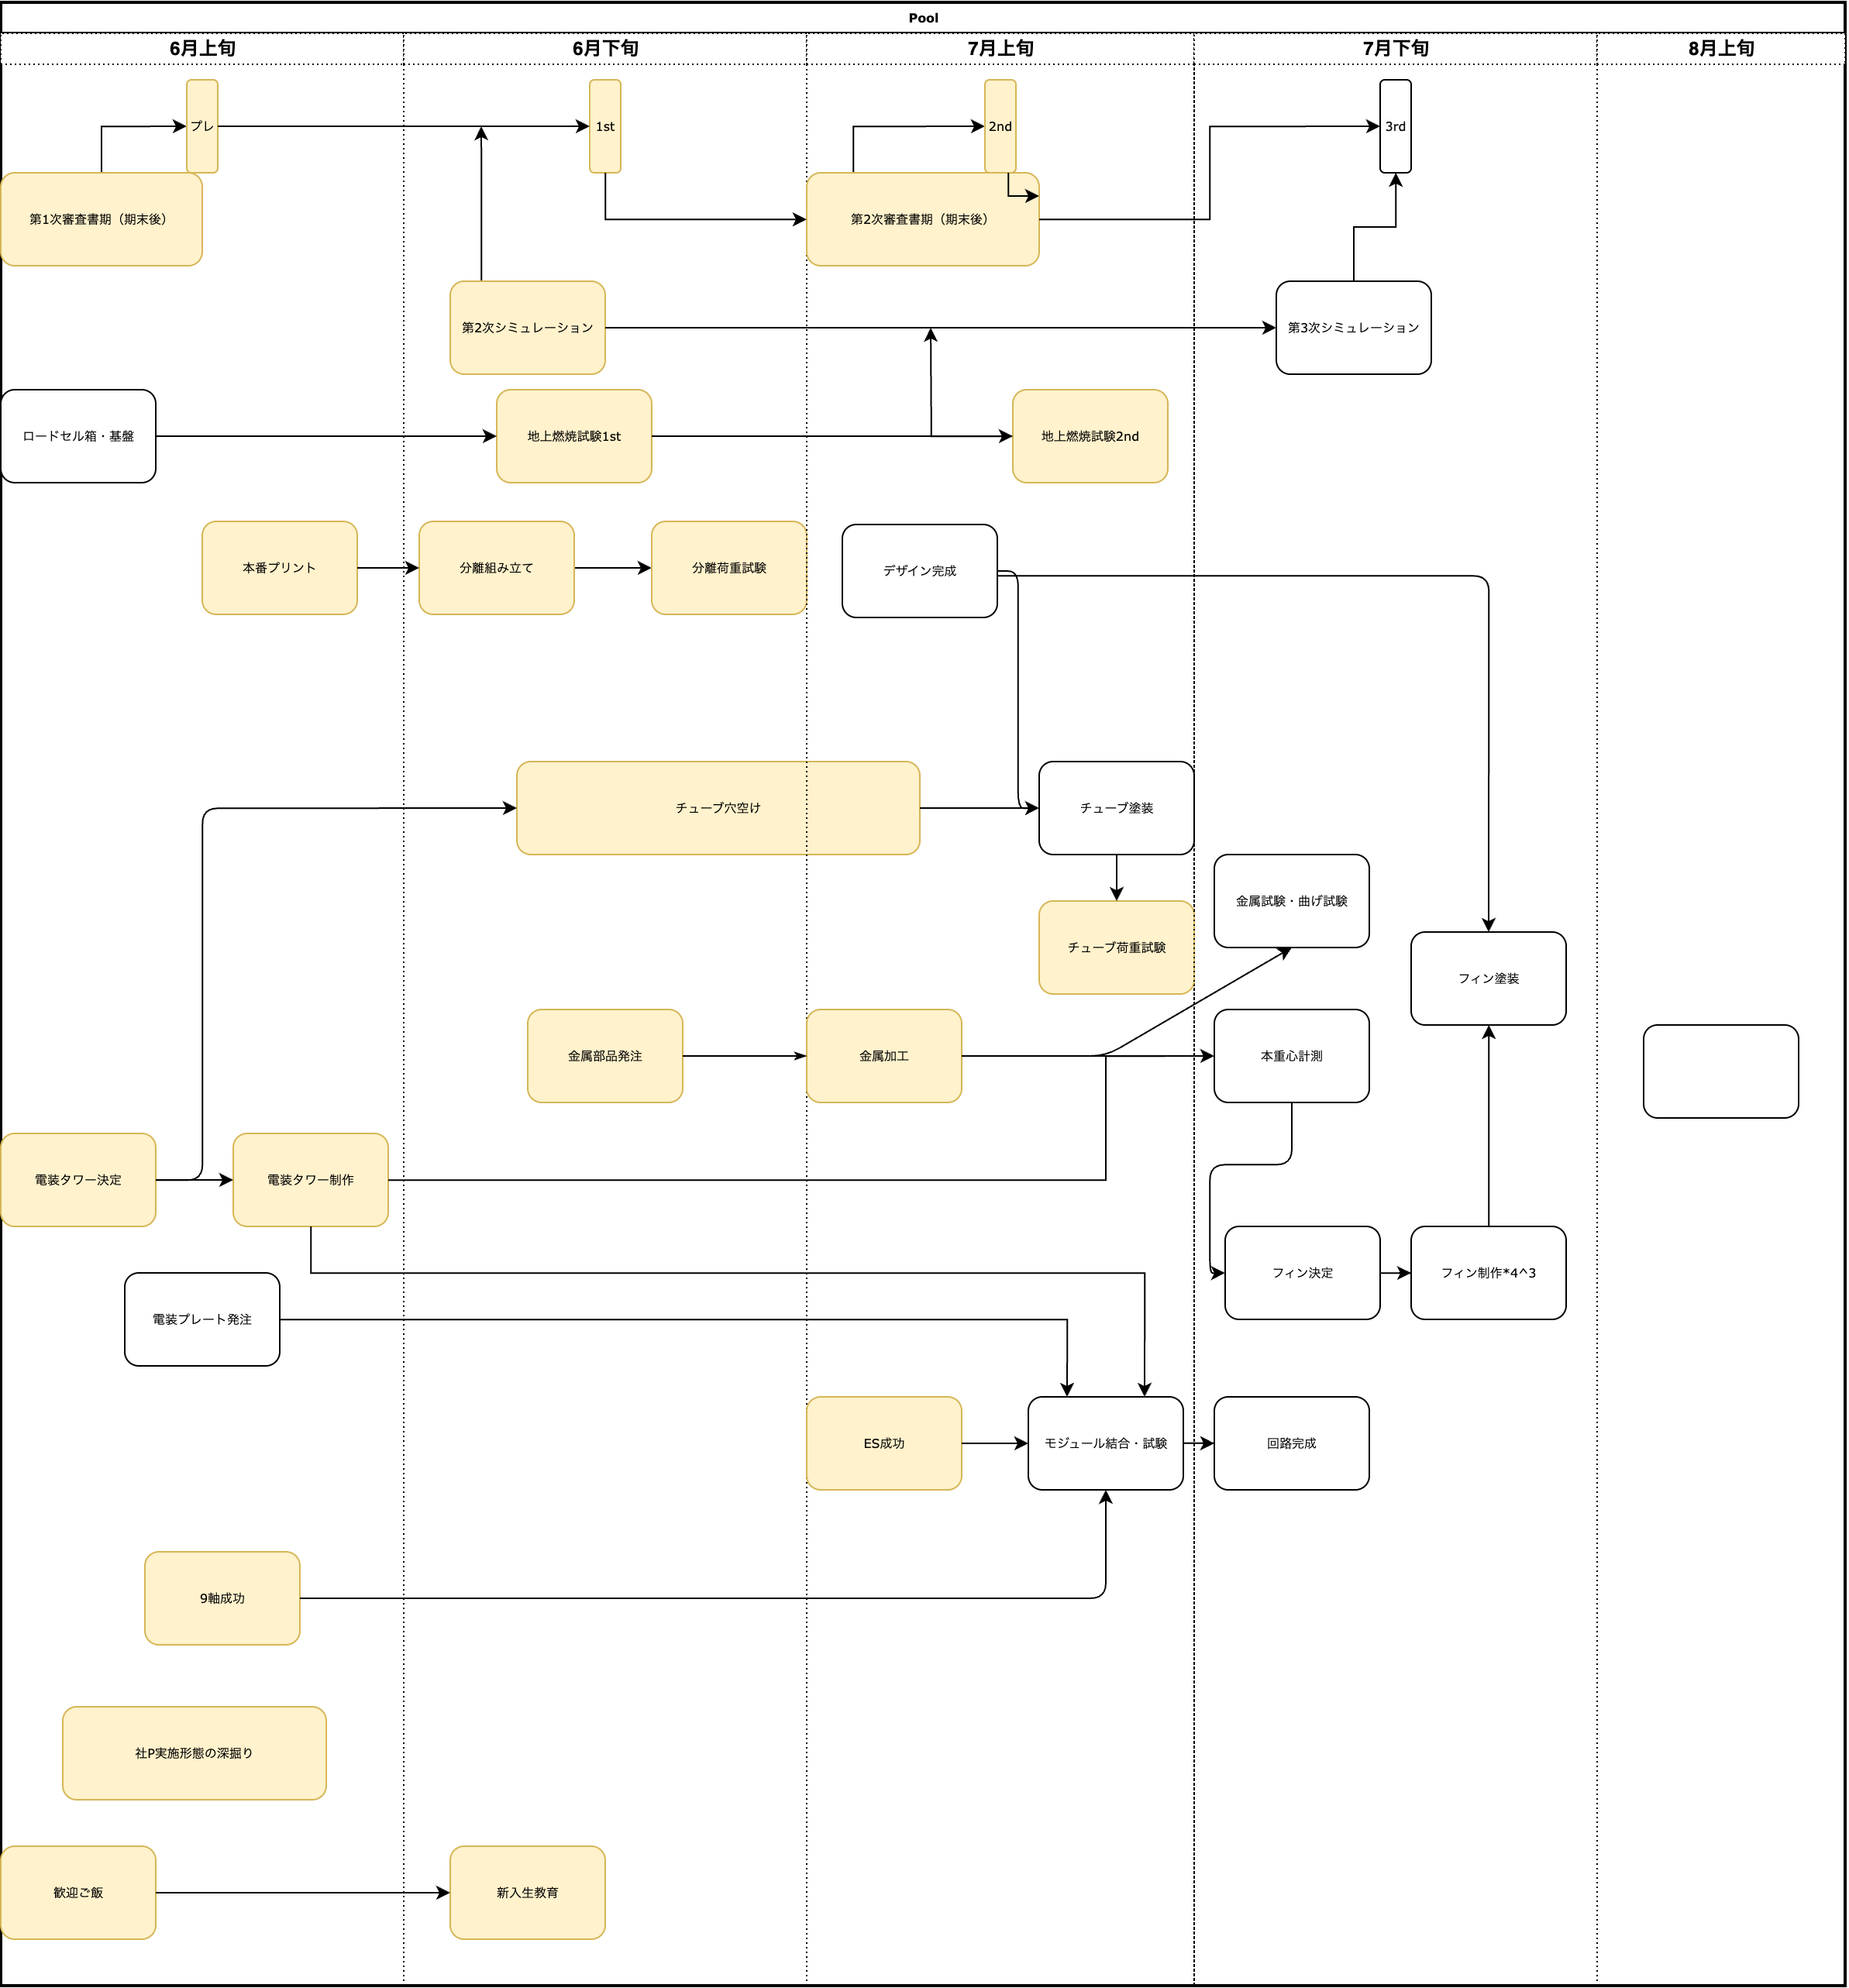 Pool
6月上旬
6月下旬
7月上旬
7月下旬
8月上旬
プレ
1st
2nd
3rd
第1次審査書期（期末後）
第2次審査書期（期末後）
第2次シミュレーション
第3次シミュレーション
ロードセル箱・基盤
地上燃焼試験1st
地上燃焼試験2nd
本番プリント
分離組み立て
分離荷重試験
デザイン完成
チューブ穴空け
チューブ塗装
金属試験・曲げ試験
チューブ荷重試験
フィン塗装
金属部品発注
金属加工
本重心計測
電装タワー決定
電装タワー制作
フィン決定
フィン制作*4^3
電装プレート発注
ES成功
モジュール結合・試験
回路完成
9軸成功
社P実施形態の深掘り
歓迎ご飯
新入生教育